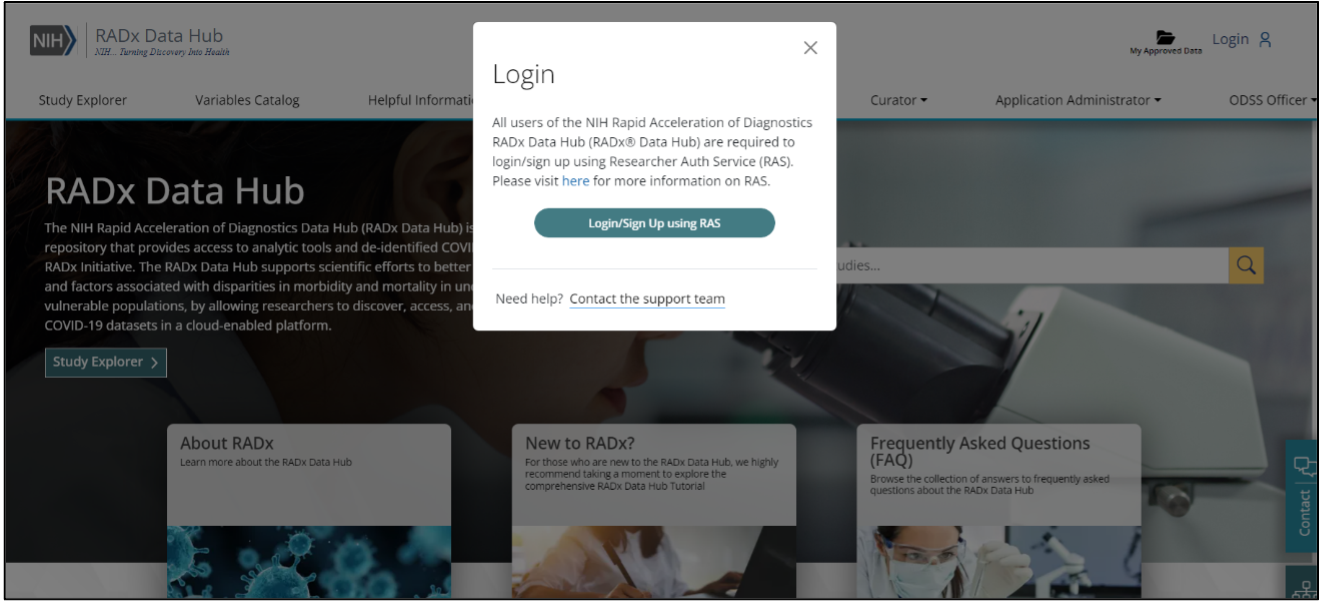 NIH
RADx Data Hub
NIH... Turning Discovery Into Health
My Approved Data
Login
Study Explorer
Variables Catalog
Helpful Informati
Curator
Application Administrator
ODSS Officer
Login
All users of the NIH Rapid Acceleration of Diagnostics
RADx Data Hub (RADx® Data Hub) are required to
login/sign up using Researcher Auth Service (RAS).
Please visit here for more information on RAS.
Login/Sign Up using RAS
Need help? Contact the support team
RADx Data Hub
The NIH Rapid Acceleration of Diagnostics Data Hub (RADx Data Hub) is
repository that provides access to analytic tools and de-identified COVI
RADx Initiative. The RADx Data Hub supports scientific efforts to better
and factors associated with disparities in morbidity and mortality in un
vulnerable populations, by allowing researchers to discover, access, an
COVID-19 datasets in a cloud-enabled platform.
udies...
Study Explorer
About RADx
Learn more about the RADx Data Hub
New to RADx?
For those who are new to the RADx Data Hub, we highly
recommend taking a moment to explore the
comprehensive RADx Data Hub Tutorial
Frequently Asked Questions
(FAQ)
Browse the collection of answers to frequently asked
questions about the RADx Data Hub
Contact